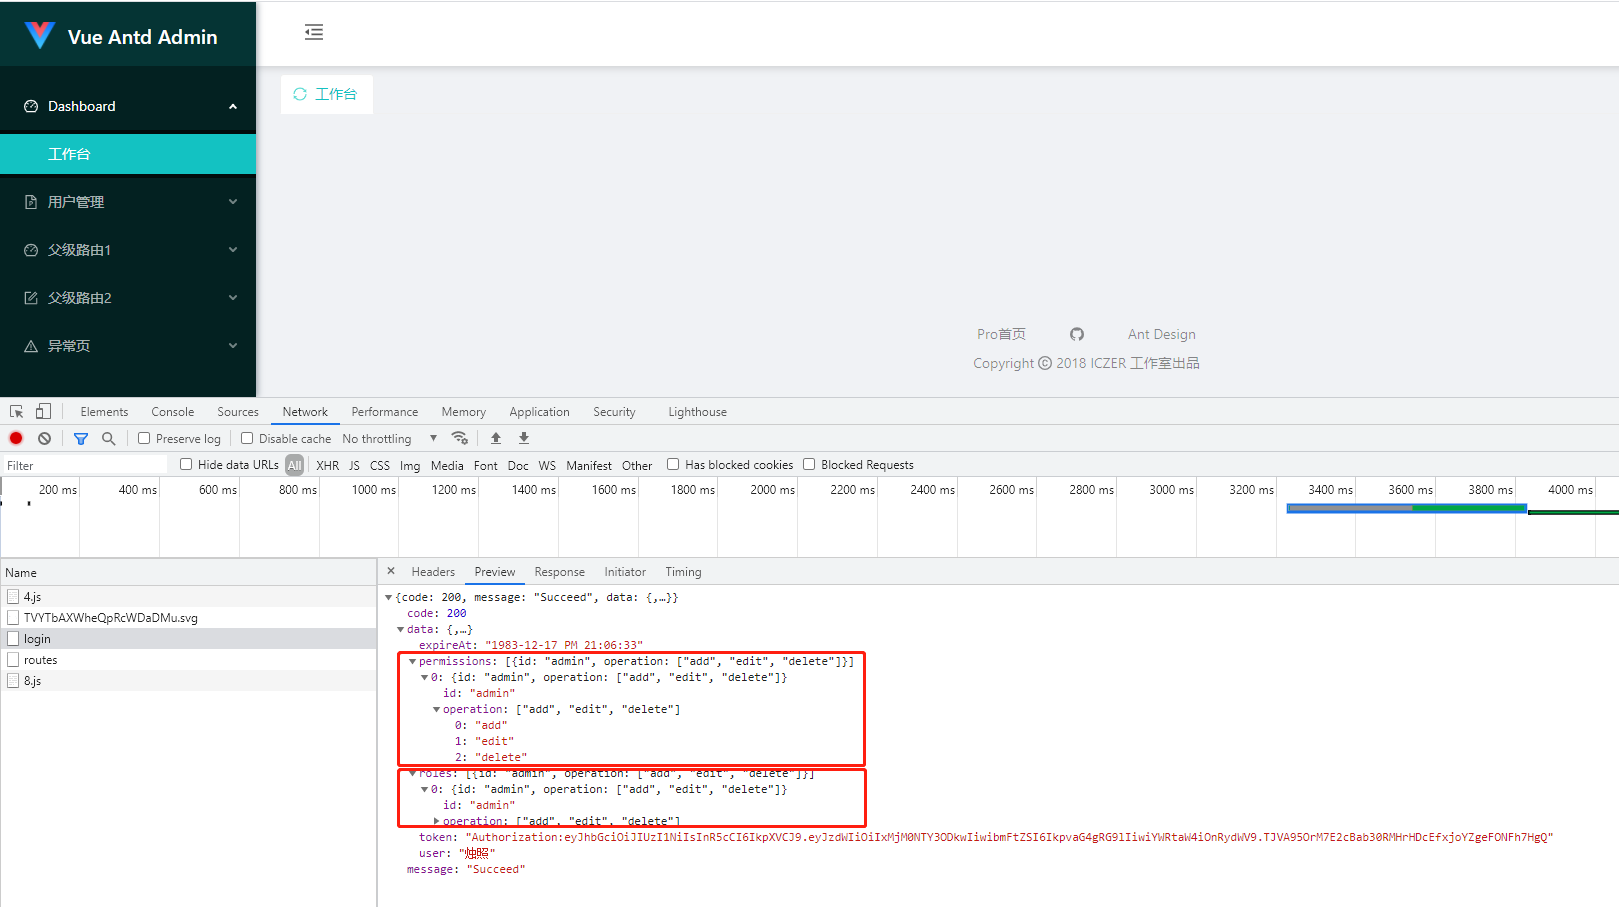 Vue Antd Admin
Dashboard
工作台
用户管理
父级路由1
父级路由2
异常页
工作台
Pro首页 Ant Design
Copyright © 2018 ICZER 工作室出品
Elements Console Sources Network Performance Memory Application Security Lighthouse
Preserve log Disable cache No throttling
Filter Hide data URLs All XHR JS CSS Img Media Font Doc WS Manifest Other Has blocked cookies Blocked Requests
200 ms 400 ms 600 ms 800 ms 1000 ms 1200 ms 1400 ms 1600 ms 1800 ms 2000 ms 2200 ms 2400 ms 2600 ms 2800 ms 3000 ms 3200 ms 3400 ms 3600 ms 3800 ms 4000 ms
Name
4.js
TVYTbAXWheQpRcWDaDMu.svg
login
routes
8.js
× Headers Preview Response Initiator Timing
{code: 200, message: "Succeed", data: {,…}}
code: 200
data: {,…}
expireAt: "1983-12-17 PM 21:06:33"
permissions: [{id: "admin", operation: ["add", "edit", "delete"]}]
0: {id: "admin", operation: ["add", "edit", "delete"]}
id: "admin"
operation: ["add", "edit", "delete"]
0: "add"
1: "edit"
2: "delete"
roles: [{id: "admin", operation: ["add", "edit", "delete"]}]
0: {id: "admin", operation: ["add", "edit", "delete"]}
id: "admin"
operation: ["add", "edit", "delete"]
token: "Authorization:eyJhbGciOiJIUzI1NiIsInR5cCI6IkpXVCJ9.eyJzdWIiOiIxMjM0NTY3ODkwIiwibmFtZSI6IkpvaG4gRG9lIiwiYWRtaW4iOnRydWV9.TJVA95OrM7E2cBab30RMHrHDcEfxjoYZgeFONFh7HgQ"
user: "烛照"
message: "Succeed"